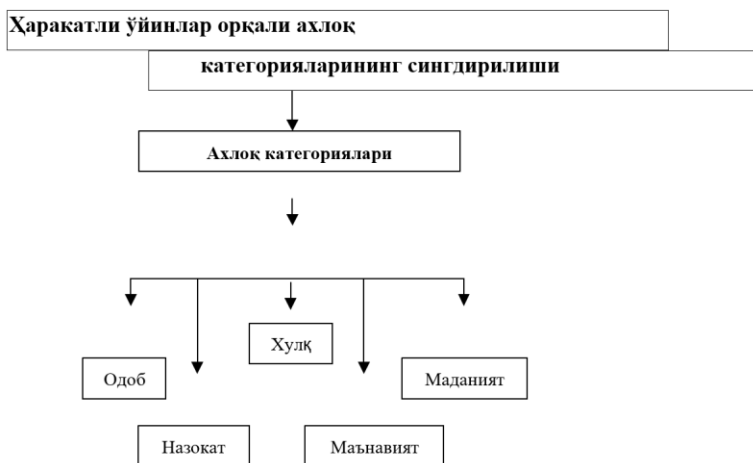 Ҳаракатли ўйинлар орқали ахлоқ
категорияларининг сингдирилиши
Ахлоқ категориялари
Хулқ
Одоб
Маданият
Назокат
Маънавият